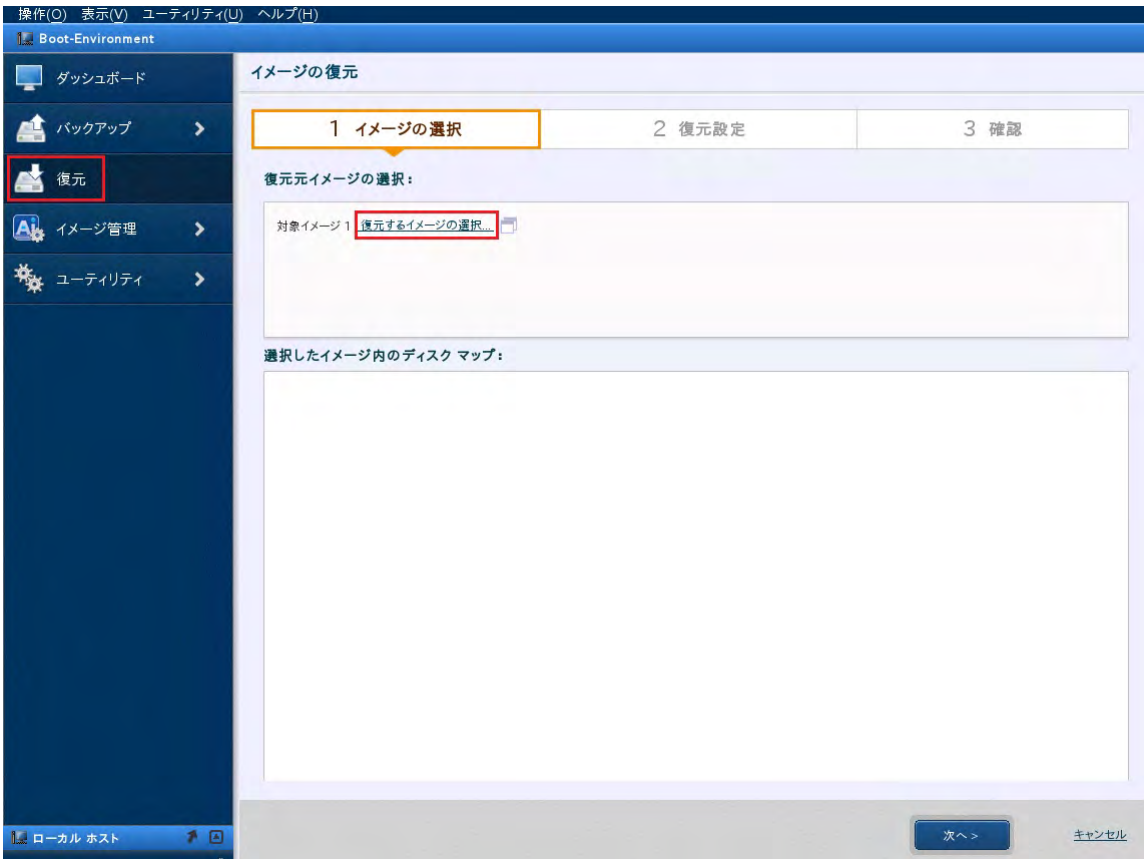 操作(O) 表示(V) ユーティリティ(U) ヘルプ(H)
Boot-Environment
ダッシュボード
バックアップ
復元
イメージ管理
ユーティリティ
イメージの復元
1 イメージの選択
2 復元設定
3 確認
復元元イメージの選択:
対象イメージ 1 復元するイメージの選択...
選択したイメージ内のディスク マップ:
ローカル ホスト
次へ >
キャンセル